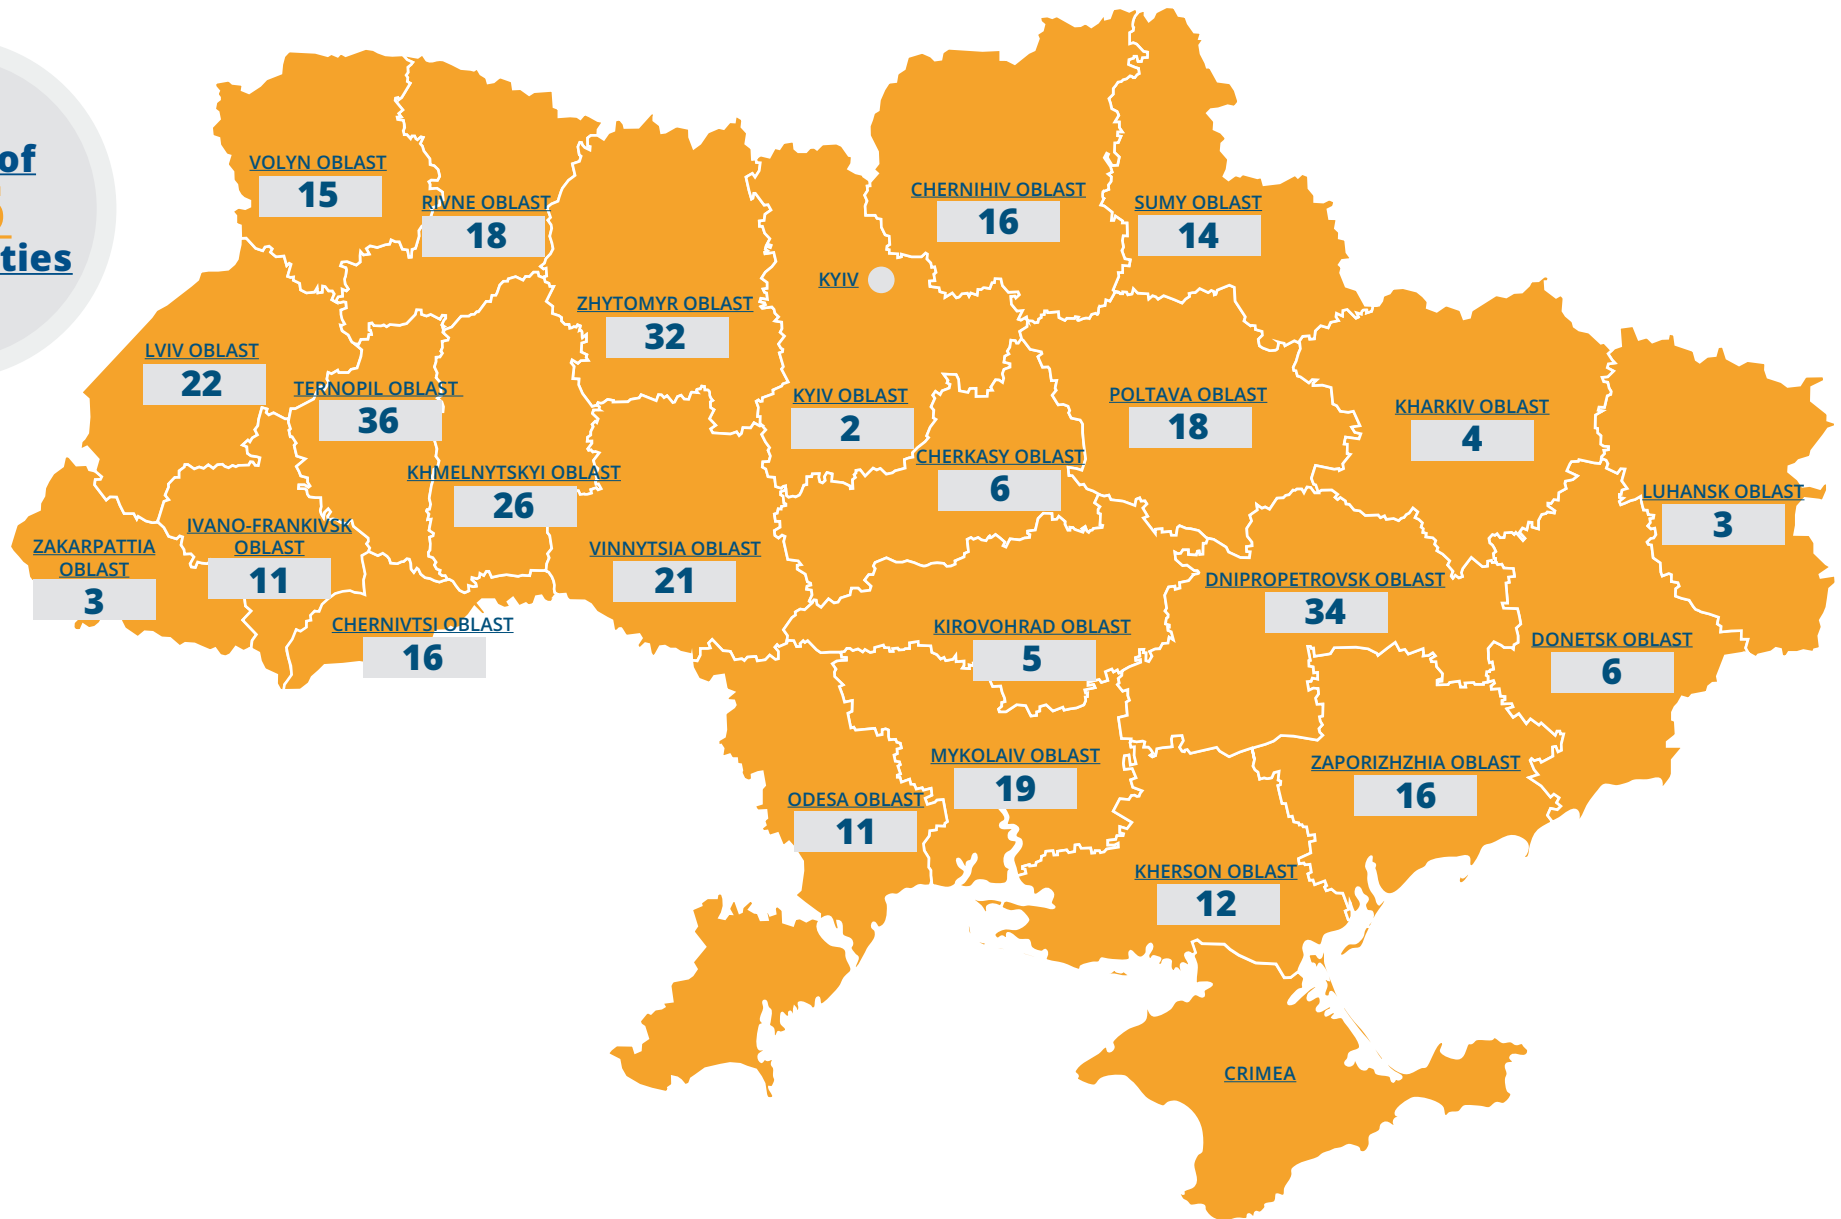 of
ties
VOLYN OBLAST
15
RIVNE OBLAST
18
CHERNIHIV OBLAST
16
SUMY OBLAST
14
KYIV
ZHYTOMYR OBLAST
32
LVIV OBLAST
22
TERNOPIL OBLAST
36
KYIV OBLAST
2
POLTAVA OBLAST
18
KHARKIV OBLAST
4
CHERKASY OBLAST
6
KHMELNYTSKYI OBLAST
26
LUHANSK OBLAST
3
IVANO-FRANKIVSK
OBLAST
11
ZAKARPATTIA
OBLAST
3
VINNYTSIA OBLAST
21
DNIPROPETROVSK OBLAST
34
CHERNIVTSI OBLAST
16
KIROVOHRAD OBLAST
5
DONETSK OBLAST
6
MYKOLAIV OBLAST
19
ZAPORIZHZHIA OBLAST
16
ODESA OBLAST
11
KHERSON OBLAST
12
CRIMEA